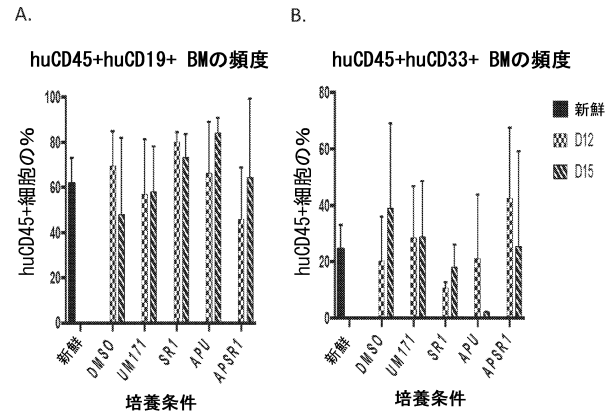 A.
huCD45+huCD19+ BMの頻度
huCD45+細胞の%
100
80
60
40
20
0
新鮮
DMSO
UM171
SR1
APU
APSR1
培養条件
B.
huCD45+huCD33+ BMの頻度
huCD45+細胞の%
80
60
40
20
0
新鮮
DMSO
UM171
SR1
APU
APSR1
培養条件
新鮮
D12
D15